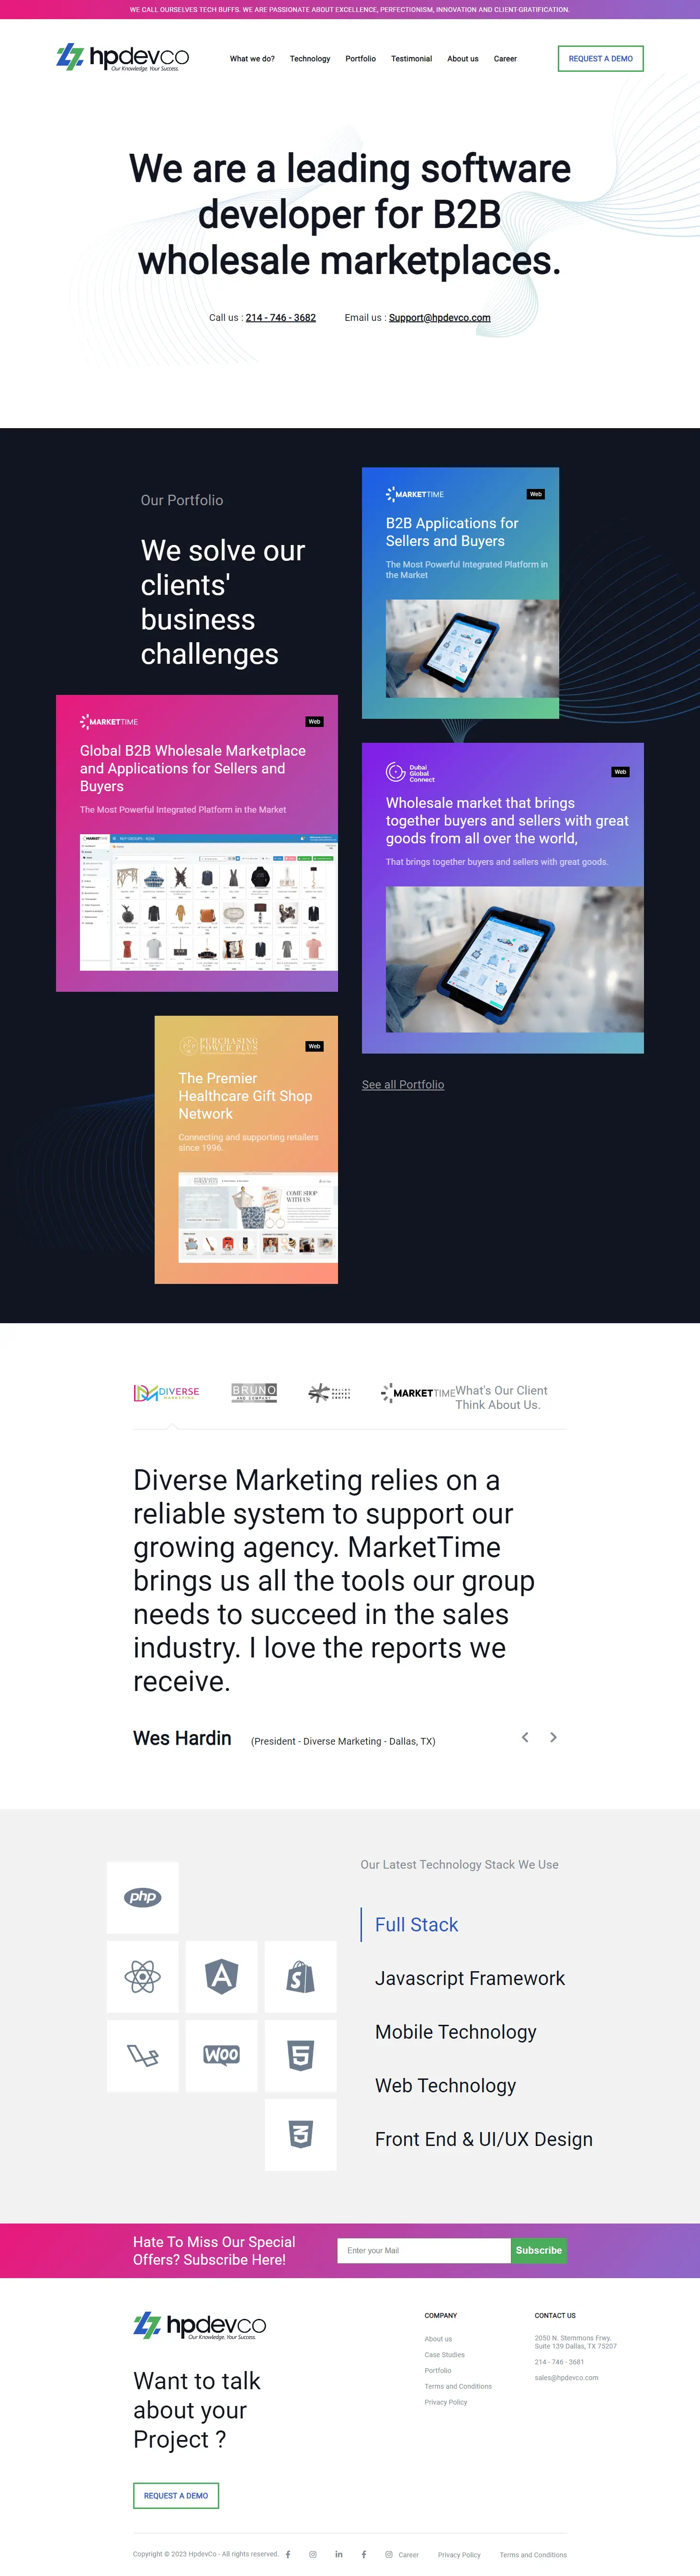 WE CALL OURSELVES TECH BUFFS. WE ARE PASSIONATE ABOUT EXCELLENCE, PERFECTIONISM, INNOVATION AND CLIENT-GRATIFICATION.
hpdevco
Our Knowledge. Your Success.
What we do?
Technology
Portfolio
Testimonial
About us
Career
REQUEST A DEMO
We are a leading software
developer for B2B
wholesale marketplaces.
Call us : 214 - 746 - 3682
Email us : Support@hpdevco.com
Our Portfolio
We solve our
clients'
business
challenges
MARKETTIME
Web
B2B Applications for
Sellers and Buyers
The Most Powerful Integrated Platform in
the Market
MARKETTIME
Web
Global B2B Wholesale Marketplace
and Applications for Sellers and
Buyers
The Most Powerful Integrated Platform in the Market
Dubai
Global
Connect
Web
Wholesale market that brings
together buyers and sellers with great
goods from all over the world,
That brings together buyers and sellers with great goods.
PURCHASING
POWER PLUS
Web
The Premier
Healthcare Gift Shop
Network
Connecting and supporting retailers
since 1996.
COME SHOP
WITH US
See all Portfolio
DIVERSE
MARKETING
BRUNO
AND COMPANY
DALLAS
MARKET
CENTER
MARKETTIME
What's Our Client
Think About Us.
Diverse Marketing relies on a
reliable system to support our
growing agency. MarketTime
brings us all the tools our group
needs to succeed in the sales
industry. I love the reports we
receive.
Wes Hardin
(President - Diverse Marketing - Dallas, TX)
Our Latest Technology Stack We Use
php
WOO
Full Stack
Javascript Framework
Mobile Technology
Web Technology
Front End & UI/UX Design
Hate To Miss Our Special
Offers? Subscribe Here!
Enter your Mail
Subscribe
hpdevco
Our Knowledge. Your Success.
Want to talk
about your
Project ?
REQUEST A DEMO
COMPANY
About us
Case Studies
Portfolio
Terms and Conditions
Privacy Policy
CONTACT US
2050 N. Stemmons Frwy.
Suite 139 Dallas, TX 75207
214 - 746 - 3681
sales@hpdevco.com
Copyright © 2023 HpdevCo - All rights reserved.
Career
Privacy Policy
Terms and Conditions